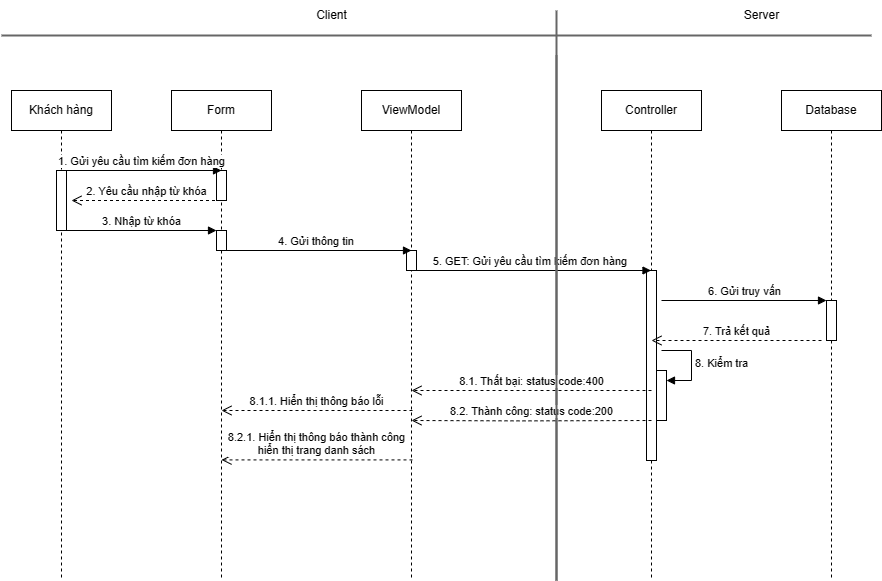 Client
Server
Khách hàng
Form
ViewModel
Controller
Database
1. Gửi yêu cầu tìm kiếm đơn hàng
2. Yêu cầu nhập từ khóa
3. Nhập từ khóa
4. Gửi thông tin
5. GET: Gửi yêu cầu tìm kiếm đơn hàng
6. Gửi truy vấn
7. Trả kết quả
8. Kiểm tra
8.1. Thất bại: status code:400
8.1.1. Hiển thị thông báo lỗi
8.2. Thành công: status code:200
8.2.1. Hiển thị thông báo thành công
hiển thị trang danh sách